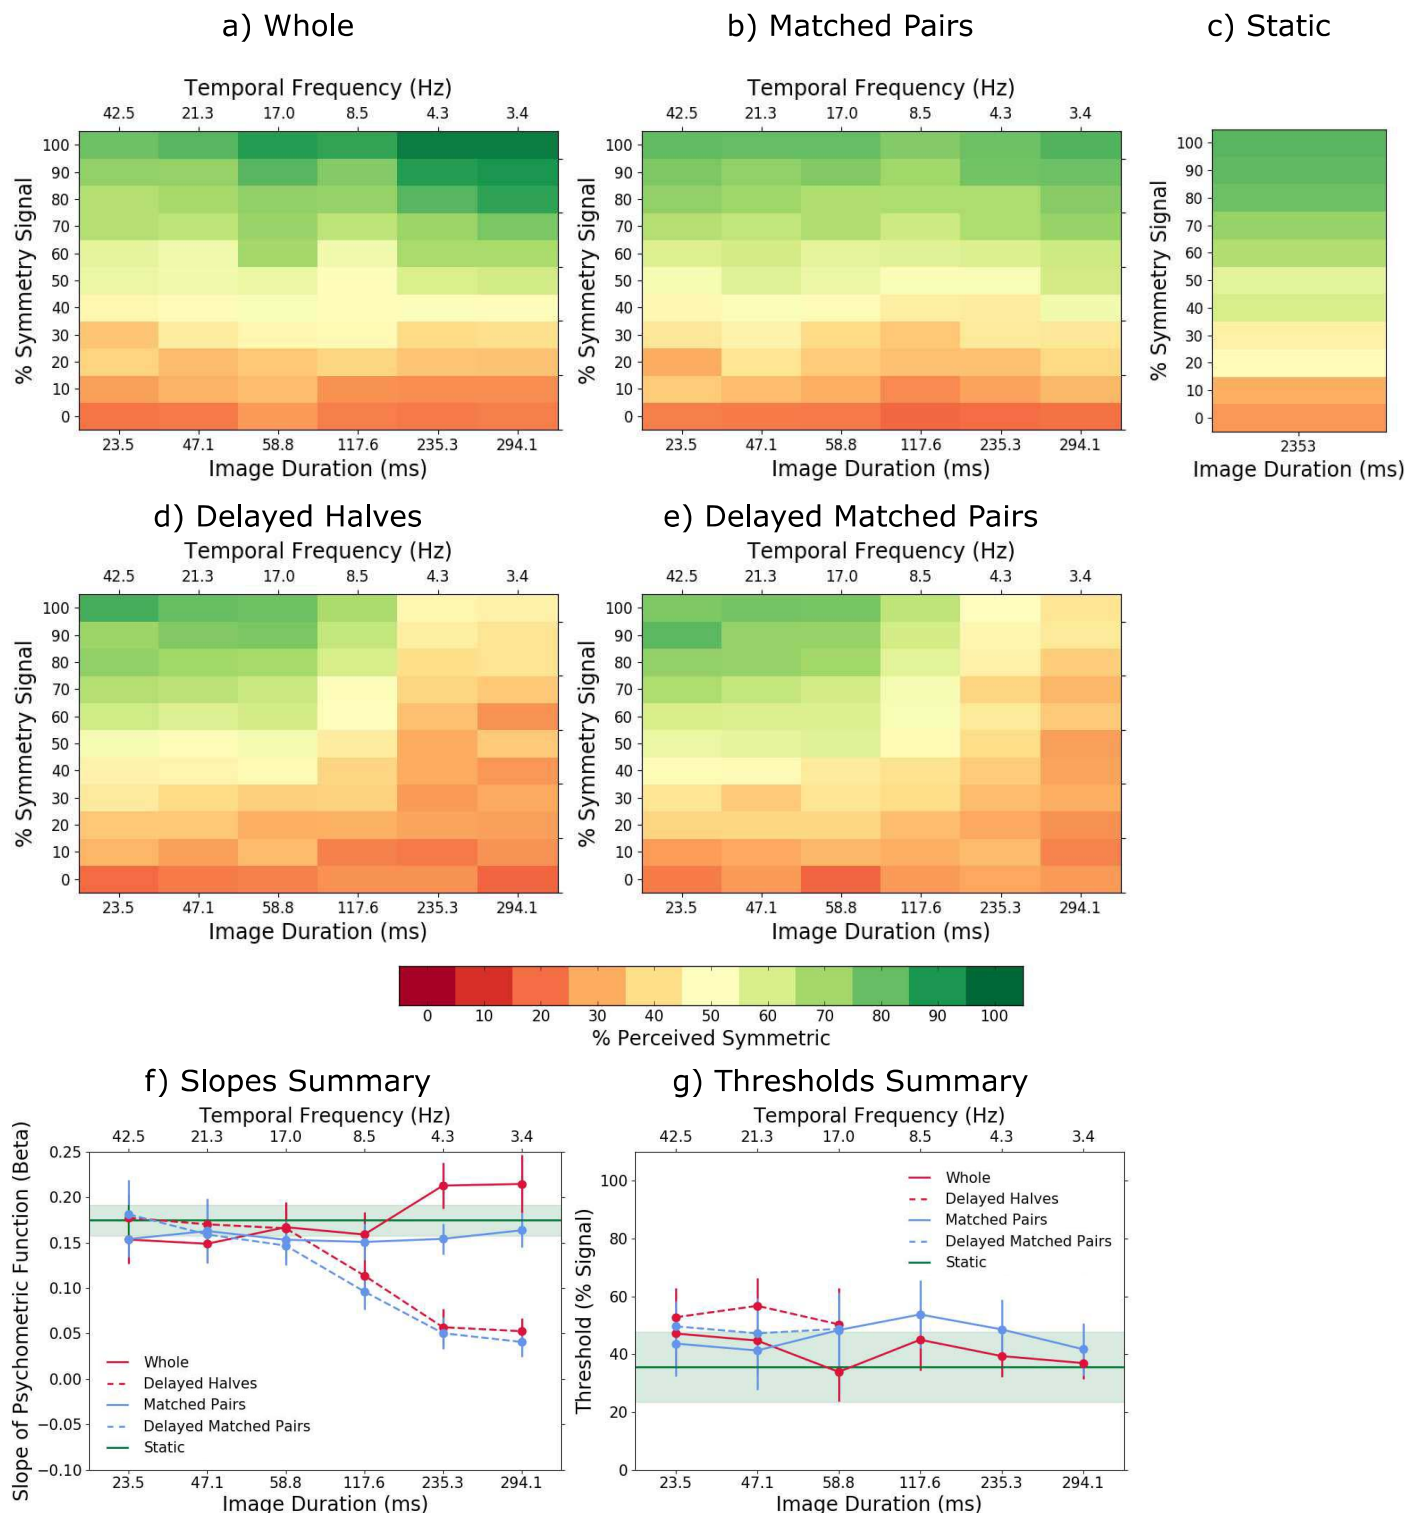 a) Whole
b) Matched Pairs
c) Static
Temporal Frequency (Hz)
42.5 21.3 17.0 8.5 4.3 3.4
% Symmetry Signal
100
90
80
70
60
50
40
30
20
10
0
23.5 47.1 58.8 117.6 235.3 294.1
Image Duration (ms)
Temporal Frequency (Hz)
42.5 21.3 17.0 8.5 4.3 3.4
% Symmetry Signal
100
90
80
70
60
50
40
30
20
10
0
23.5 47.1 58.8 117.6 235.3 294.1
Image Duration (ms)
% Symmetry Signal
100
90
80
70
60
50
40
30
20
10
0
2353
Image Duration (ms)
d) Delayed Halves
Temporal Frequency (Hz)
42.5 21.3 17.0 8.5 4.3 3.4
% Symmetry Signal
100
90
80
70
60
50
40
30
20
10
0
23.5 47.1 58.8 117.6 235.3 294.1
Image Duration (ms)
e) Delayed Matched Pairs
Temporal Frequency (Hz)
42.5 21.3 17.0 8.5 4.3 3.4
% Symmetry Signal
100
90
80
70
60
50
40
30
20
10
0
23.5 47.1 58.8 117.6 235.3 294.1
Image Duration (ms)
0 10 20 30 40 50 60 70 80 90 100
% Perceived Symmetric
f) Slopes Summary
Temporal Frequency (Hz)
42.5 21.3 17.0 8.5 4.3 3.4
Slope of Psychometric Function (Beta)
0.25
0.20
0.15
0.10
0.05
0.00
−0.05
−0.10
Whole
Delayed Halves
Matched Pairs
Delayed Matched Pairs
Static
23.5 47.1 58.8 117.6 235.3 294.1
Image Duration (ms)
g) Thresholds Summary
Temporal Frequency (Hz)
42.5 21.3 17.0 8.5 4.3 3.4
Threshold (% Signal)
100
80
60
40
20
0
Whole
Delayed Halves
Matched Pairs
Delayed Matched Pairs
Static
23.5 47.1 58.8 117.6 235.3 294.1
Image Duration (ms)